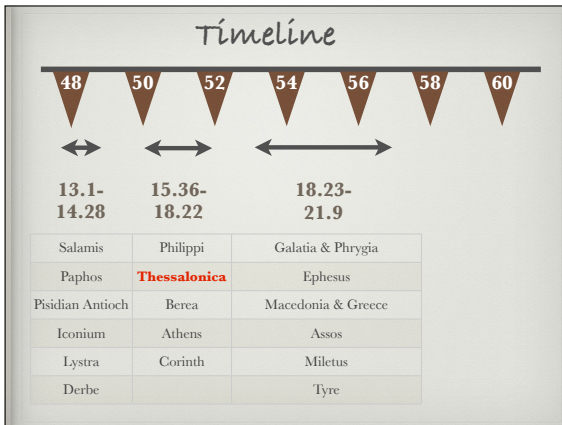 Timeline
48 50 52 54 56 58 60
13.1- 15.36- 18.23-
14.28 18.22 21.9
Salamis Philippi Galatia & Phrygia
Paphos Thessalonica Ephesus
Pisidian Antioch Berea Macedonia & Greece
Iconium Athens Assos
Lystra Corinth Miletus
Derbe Tyre